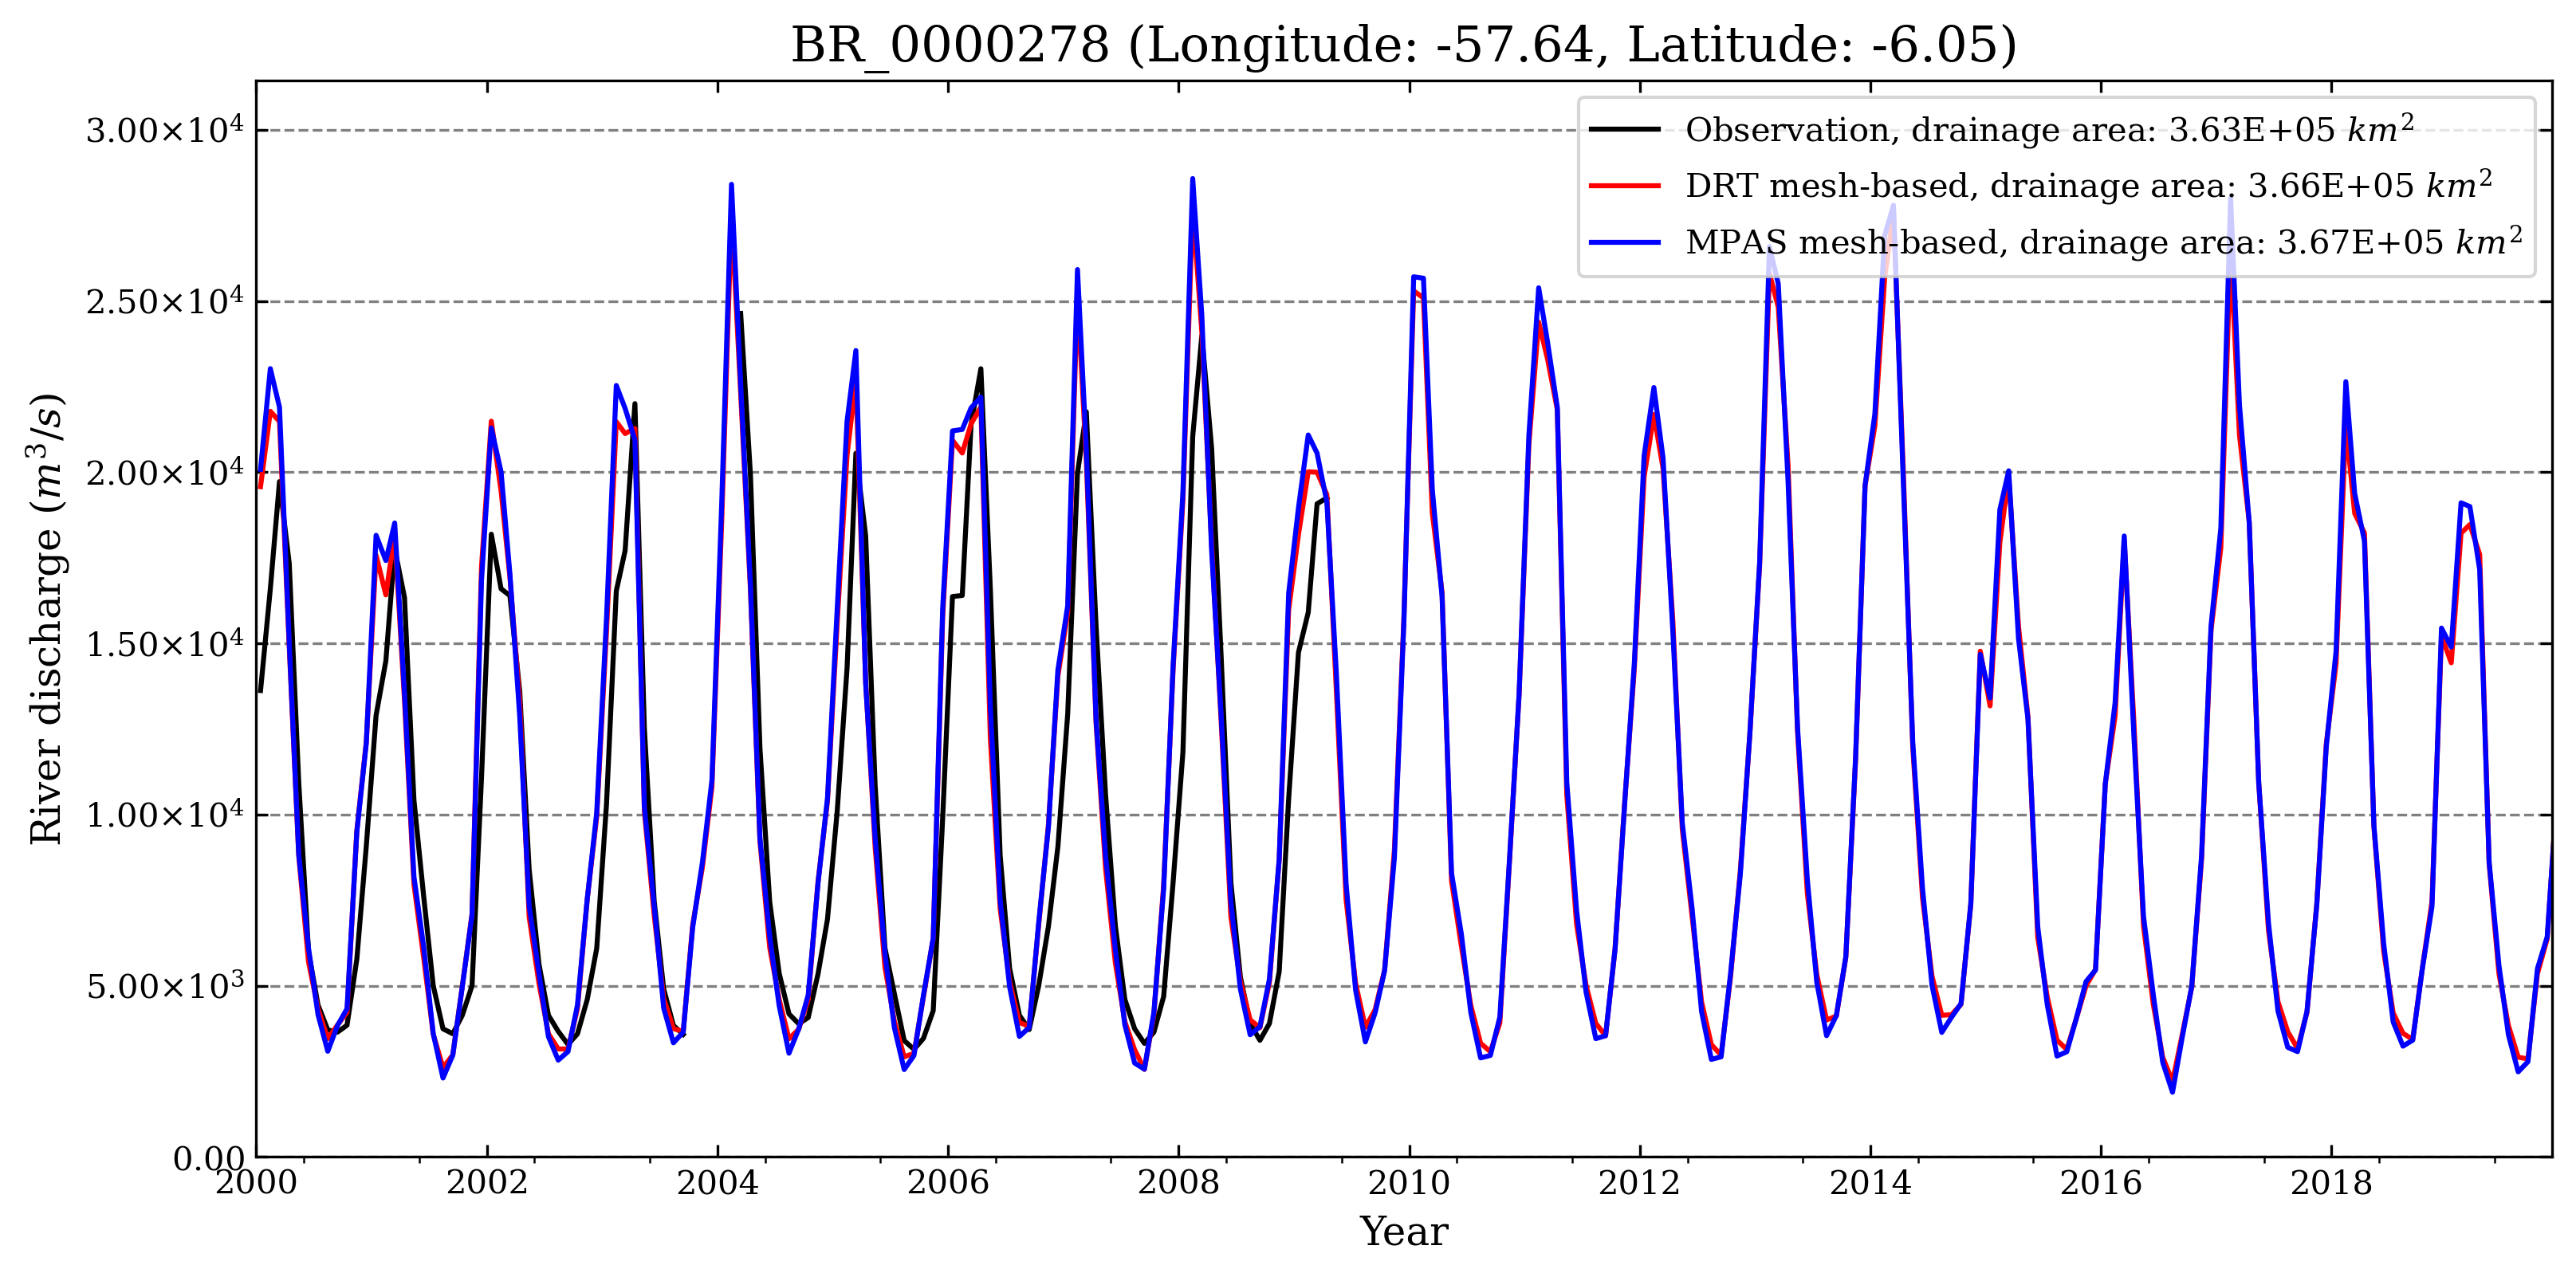 BR_0000278 (Longitude: -57.64, Latitude: -6.05)
Observation, drainage area: 3.63E+05 km²
DRT mesh-based, drainage area: 3.66E+05 km²
MPAS mesh-based, drainage area: 3.67E+05 km²
River discharge (m³/s)
3.00×10⁴
2.50×10⁴
2.00×10⁴
1.50×10⁴
1.00×10⁴
5.00×10³
0.00
2000 2002 2004 2006 2008 2010 2012 2014 2016 2018
Year